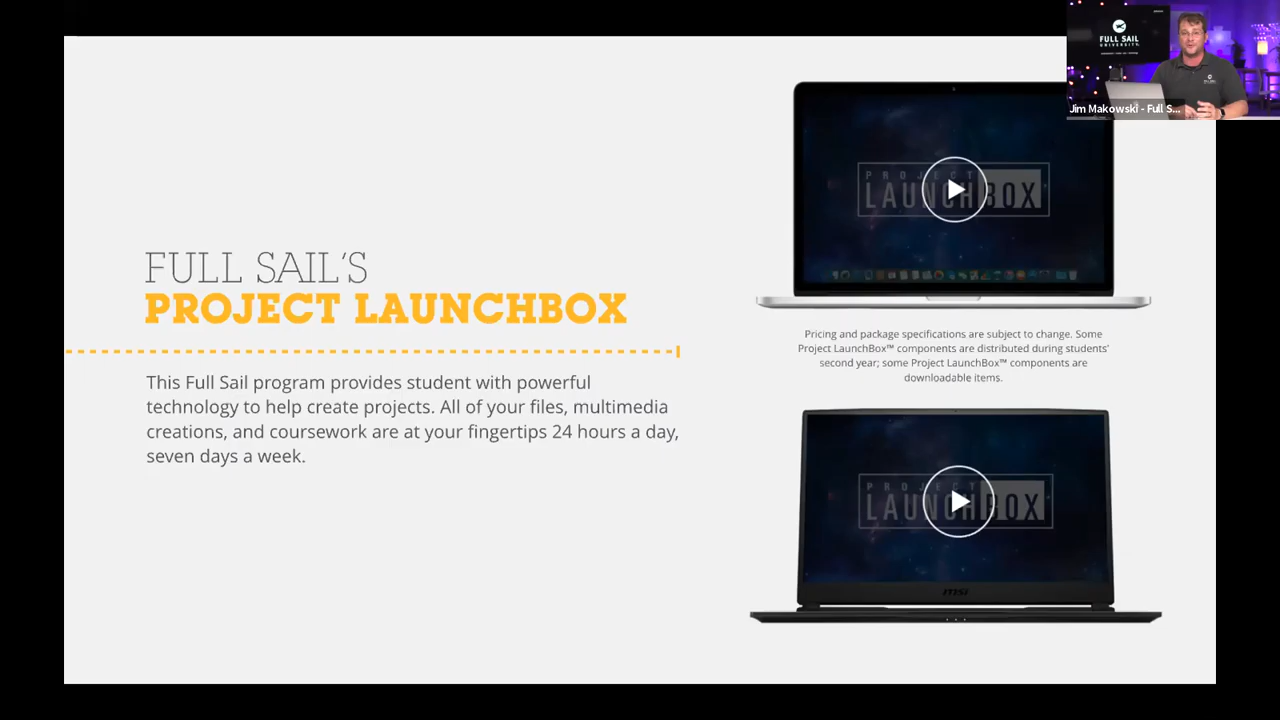 FULL SAIL
UNIVERSITY
Jim Makowski - Full S...
PROJECT
LAUNCHBOX
FULL SAIL'S
PROJECT LAUNCHBOX
Pricing and package specifications are subject to change. Some
Project LaunchBox™ components are distributed during students'
second year; some Project LaunchBox™ components are
downloadable items.
This Full Sail program provides student with powerful
technology to help create projects. All of your files, multimedia
creations, and coursework are at your fingertips 24 hours a day,
seven days a week.
PROJECT
LAUNCHBOX
msi